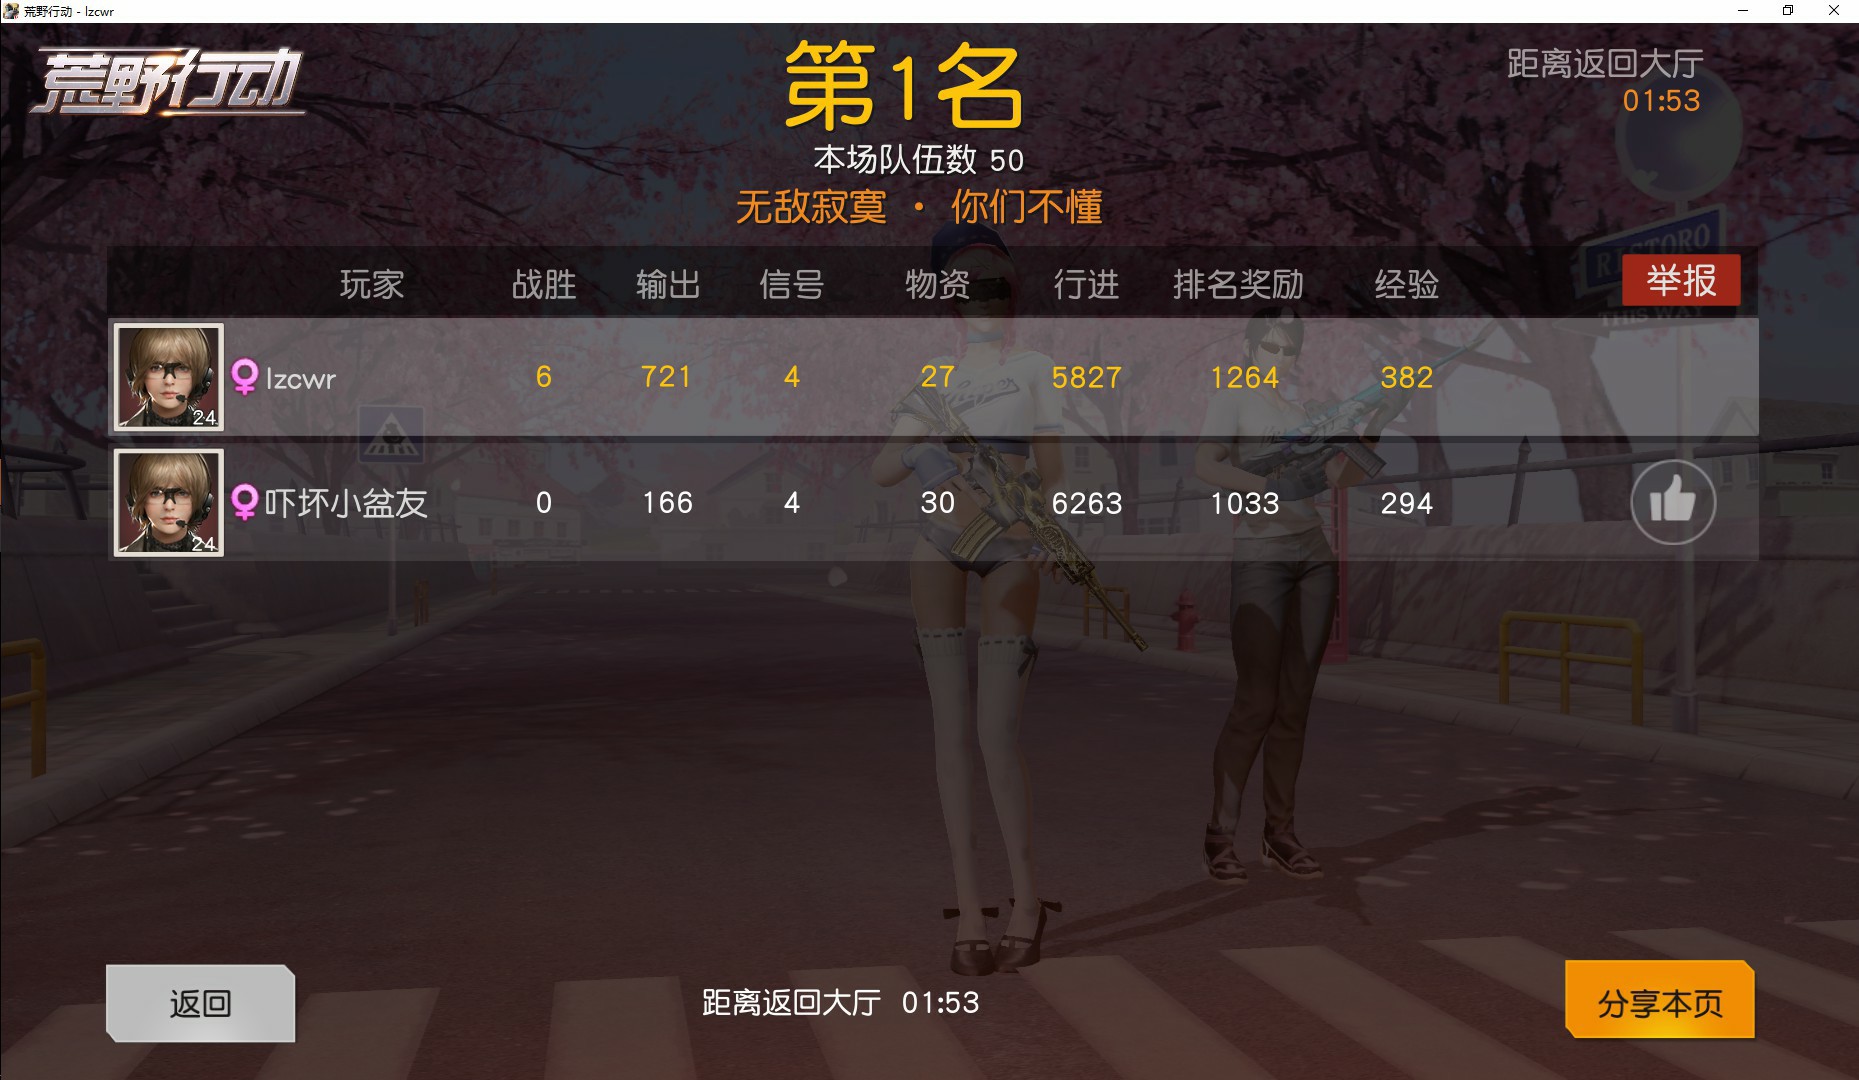 荒野行动 - lzcwr
荒野行动
第1名
距离返回大厅
01:53
本场队伍数 50
无敌寂寞 · 你们不懂
玩家 战胜 输出 信号 物资 行进 排名奖励 经验 举报
RISTORO
THIS WAY
24 lzcwr 6 721 4 27 5827 1264 382
24 吓坏小盆友 0 166 4 30 6263 1033 294
返回 距离返回大厅 01:53 分享本页